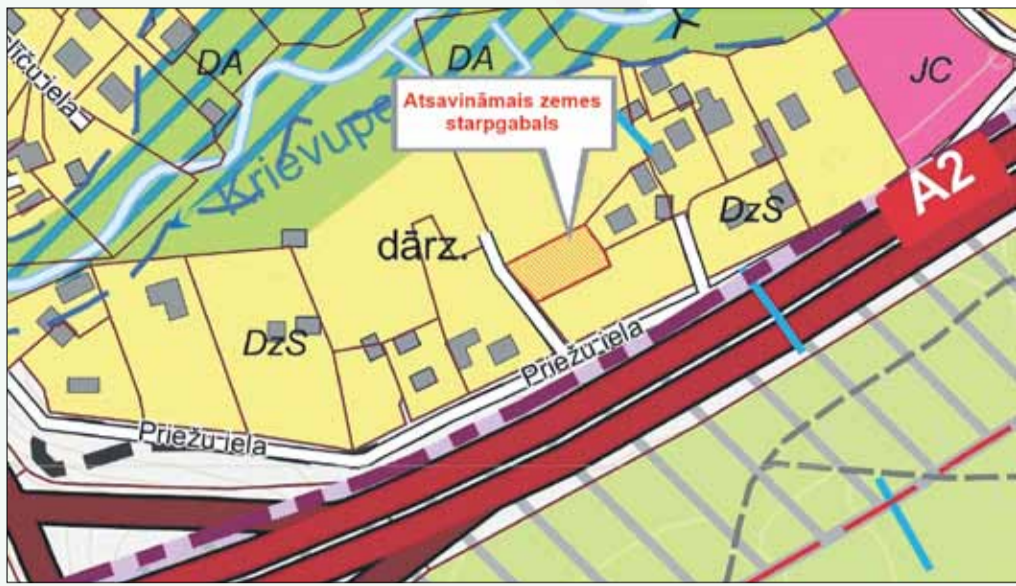 DA
DA
JC
Atsavināmais zemes
starpgabals
Krievupe
A2
DzS
dārz.
DzS
Priežu iela
Priežu iela